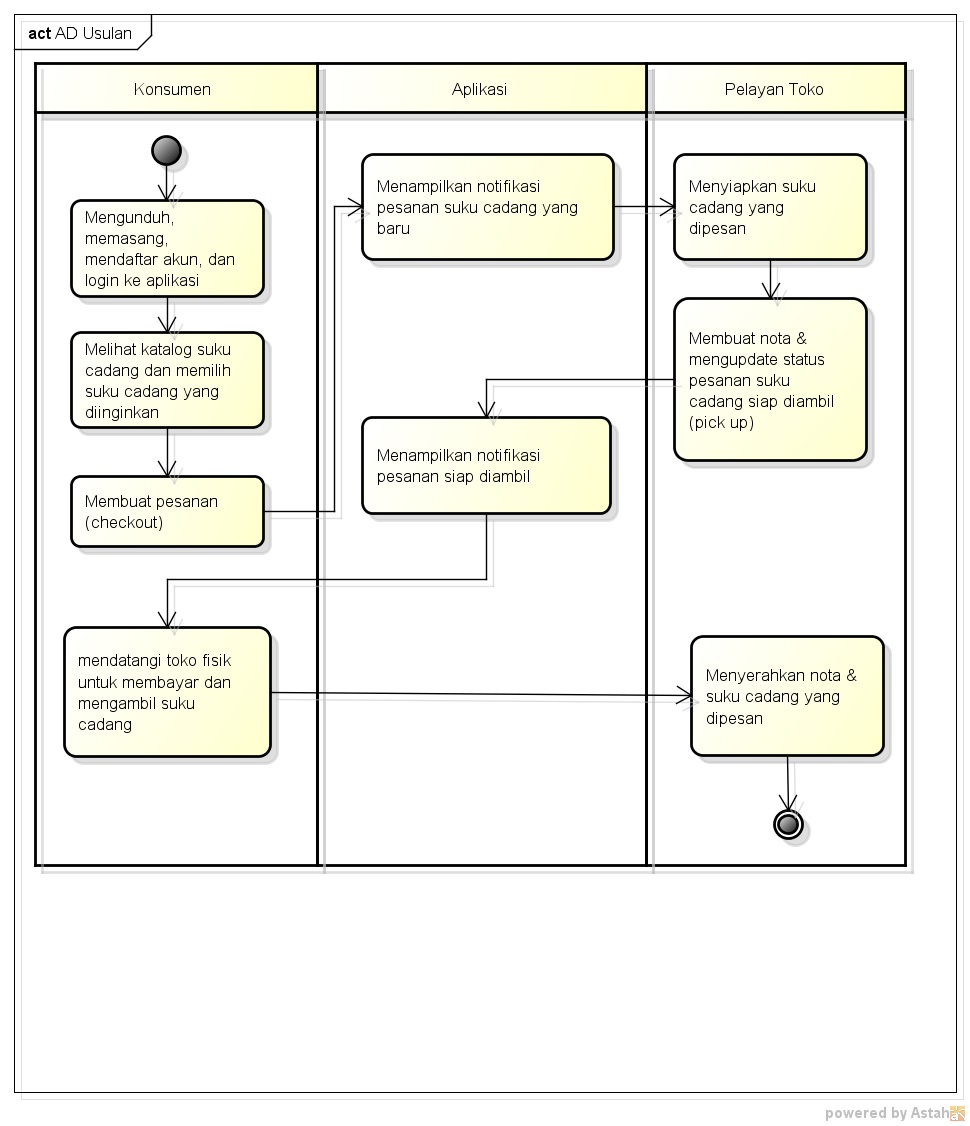 act AD Usulan
Konsumen
Aplikasi
Pelayan Toko
Mengunduh,
memasang,
mendaftar akun, dan
login ke aplikasi
Melihat katalog suku
cadang dan memilih
suku cadang yang
diinginkan
Membuat pesanan
(checkout)
Menampilkan notifikasi
pesanan suku cadang yang
baru
Menyiapkan suku
cadang yang
dipesan
Membuat nota &
mengupdate status
pesanan suku
cadang siap diambil
(pick up)
Menampilkan notifikasi
pesanan siap diambil
mendatangi toko fisik
untuk membayar dan
mengambil suku
cadang
Menyerahkan nota &
suku cadang yang
dipesan
powered by Astah